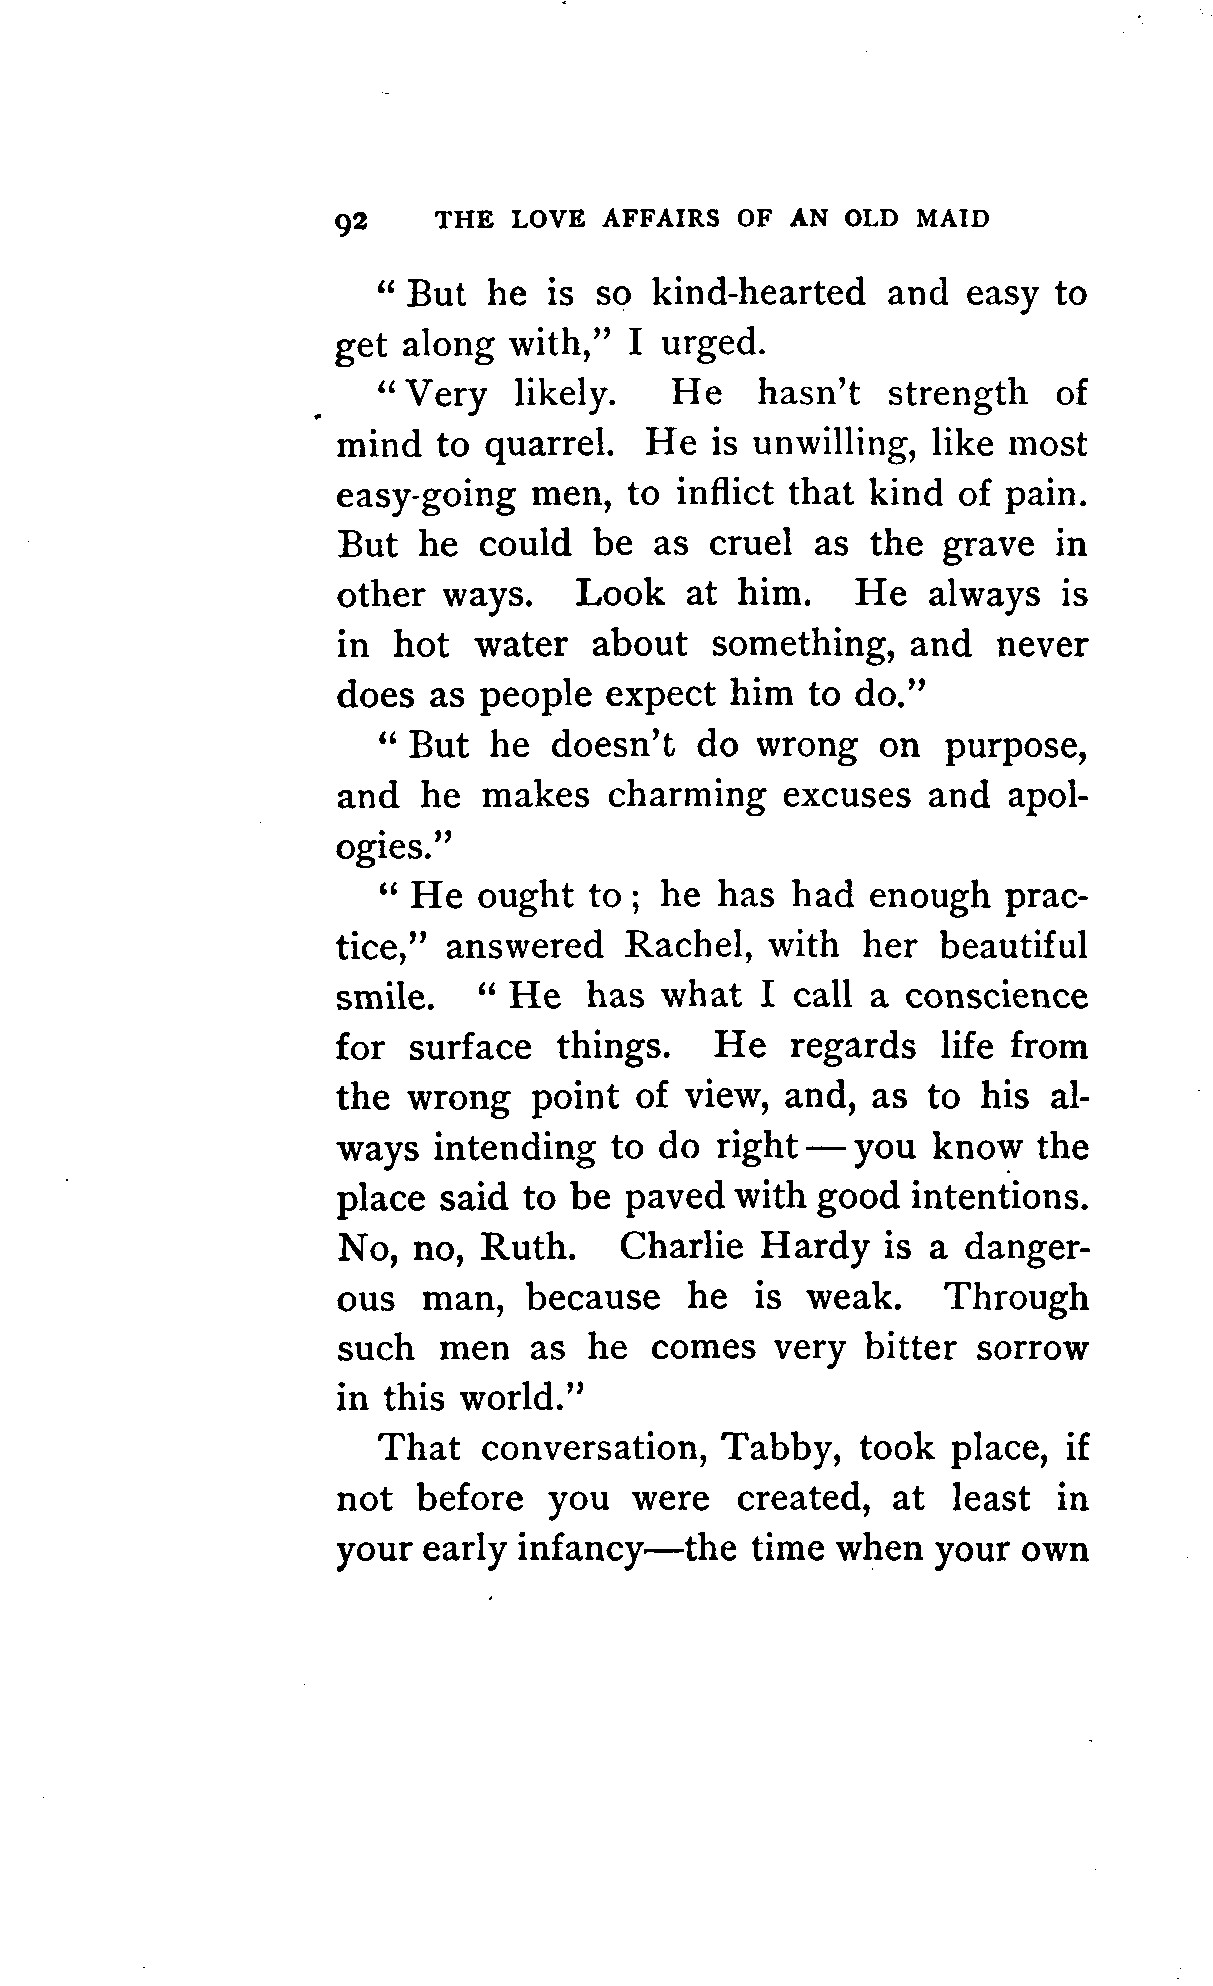 92 THE LOVE AFFAIRS OF AN OLD MAID
“ But he is so kind-hearted and easy to
get along with,” I urged.
“ Very likely. He hasn’t strength of
mind to quarrel. He is unwilling, like most
easy-going men, to inflict that kind of pain.
But he could be as cruel as the grave in
other ways. Look at him. He always is
in hot water about something, and never
does as people expect him to do.”
“ But he doesn’t do wrong on purpose,
and he makes charming excuses and apol-
ogies.”
“ He ought to ; he has had enough prac-
tice,” answered Rachel, with her beautiful
smile. “ He has what I call a conscience
for surface things. He regards life from
the wrong point of view, and, as to his al-
ways intending to do right — you know the
place said to be paved with good intentions.
No, no, Ruth. Charlie Hardy is a danger-
ous man, because he is weak. Through
such men as he comes very bitter sorrow
in this world.”
That conversation, Tabby, took place, if
not before you were created, at least in
your early infancy—the time when your own